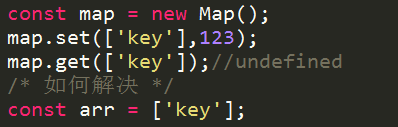 const map = new Map();
map.set(['key'],123);
map.get(['key']);//undefined
/* 如何解决 */
const arr = ['key'];